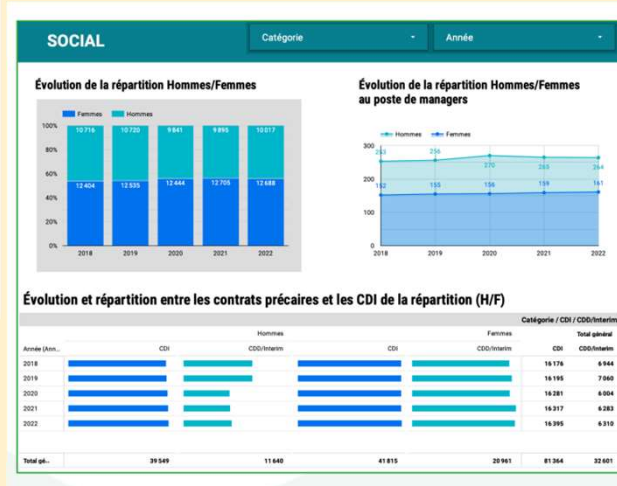 SOCIAL
Catégorie
Année
Évolution de la répartition Hommes/Femmes
Femmes Hommes
100%
80%
60%
40%
20%
0%
10 716 10 720 9 841 9 895 10 017
12 404 12 535 12 444 12 705 12 688
2018 2019 2020 2021 2022
Évolution de la répartition Hommes/Femmes
au poste de managers
Hommes Femmes
300
200
100
0
253 256 270 265 264
152 155 156 159 161
2018 2019 2020 2021 2022
Évolution et répartition entre les contrats précaires et les CDI de la répartition (H/F)
Catégorie / CDI / CDD/Interim
Hommes Femmes Total général
Année (Ann... CDI CDD/Interim CDI CDD/Interim CDI CDD/Interim
2018 16 176 6 944
2019 16 195 7 060
2020 16 281 6 004
2021 16 317 6 283
2022 16 395 6 310
Total gé... 39 549 11 640 41 815 20 961 81 364 32 601